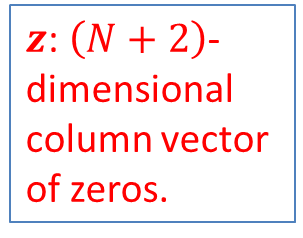 z: (N + 2)-
dimensional
column vector
of zeros.